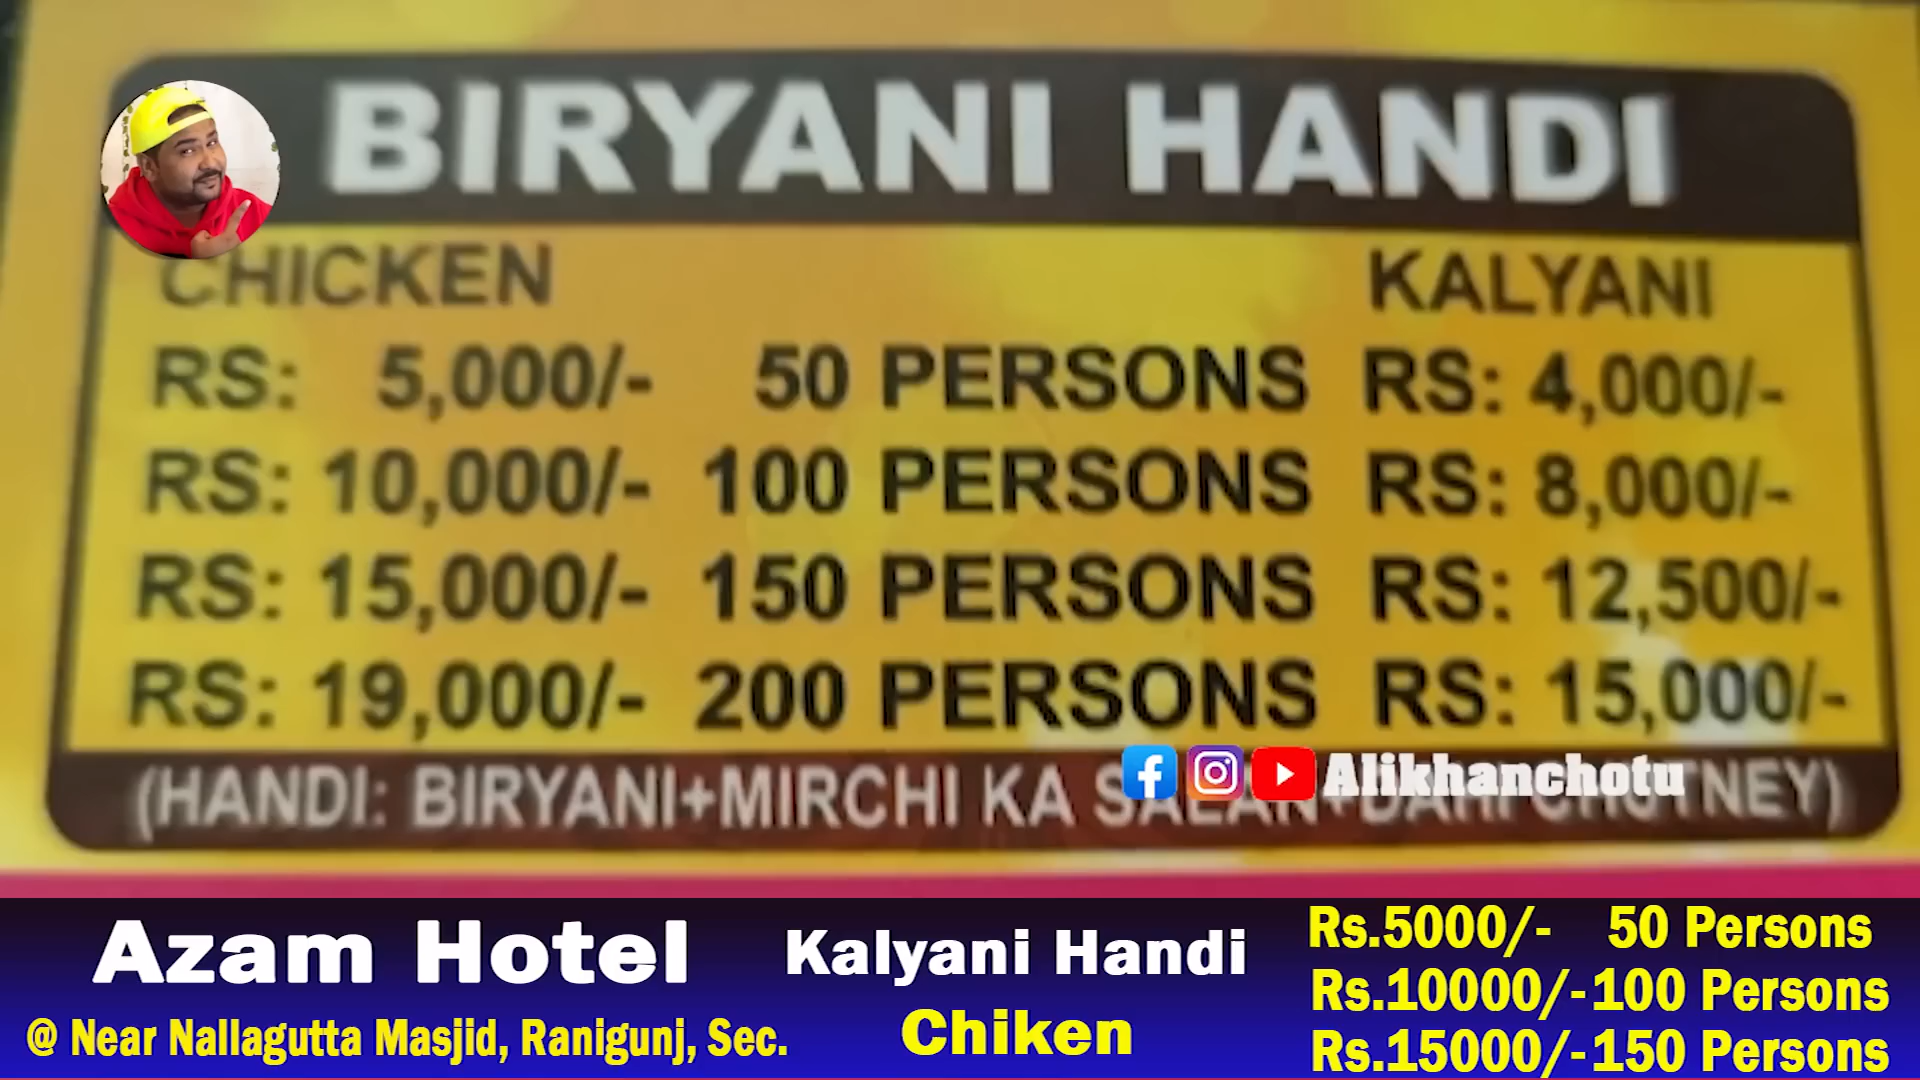 BIRYANI HANDI
CHICKEN KALYANI
RS: 5,000/- 50 PERSONS RS: 4,000/-
RS: 10,000/- 100 PERSONS RS: 8,000/-
RS: 15,000/- 150 PERSONS RS: 12,500/-
RS: 19,000/- 200 PERSONS RS: 15,000/-
Alikhanchotu
(HANDI: BIRYANI+MIRCHI KA SALAN+DAHI CHUTNEY)
Azam Hotel
@ Near Nallagutta Masjid, Ranigunj, Sec.
Kalyani Handi
Chiken
Rs.5000/- 50 Persons
Rs.10000/-100 Persons
Rs.15000/-150 Persons